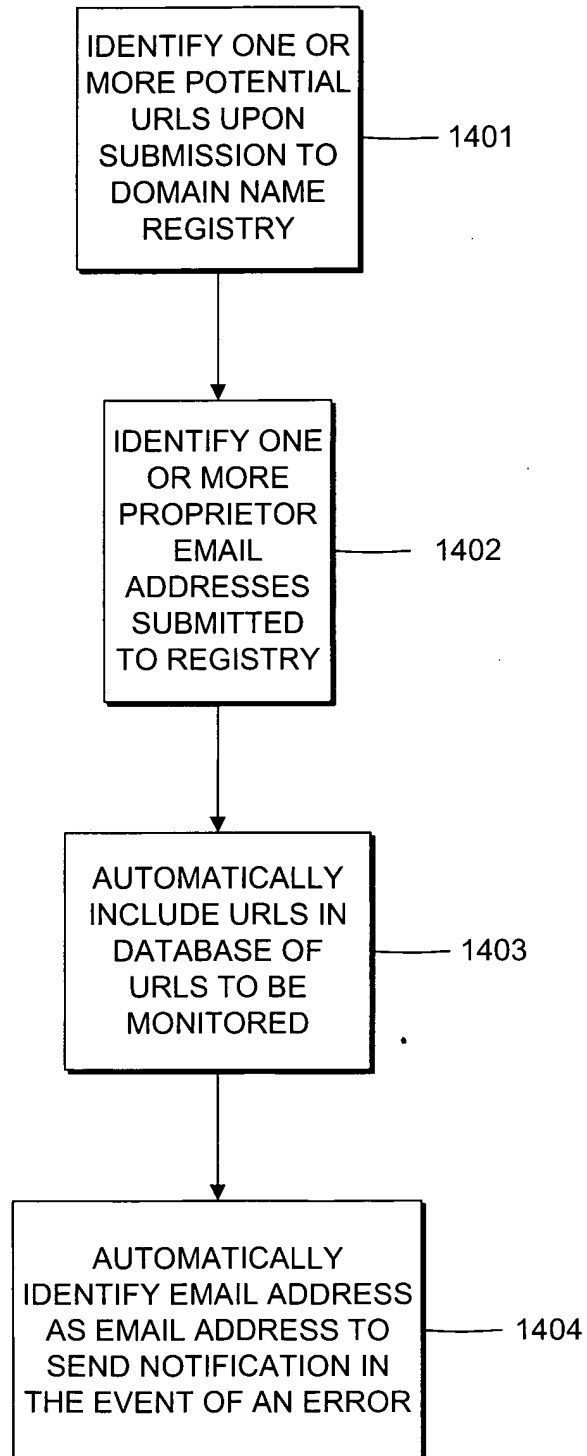 IDENTIFY ONE OR
MORE POTENTIAL
URLS UPON
SUBMISSION TO
DOMAIN NAME
REGISTRY
1401
IDENTIFY ONE
OR MORE
PROPRIETOR
EMAIL
ADDRESSES
SUBMITTED
TO REGISTRY
1402
AUTOMATICALLY
INCLUDE URLS IN
DATABASE OF
URLS TO BE
MONITORED
1403
AUTOMATICALLY
IDENTIFY EMAIL ADDRESS
AS EMAIL ADDRESS TO
SEND NOTIFICATION IN
THE EVENT OF AN ERROR
1404